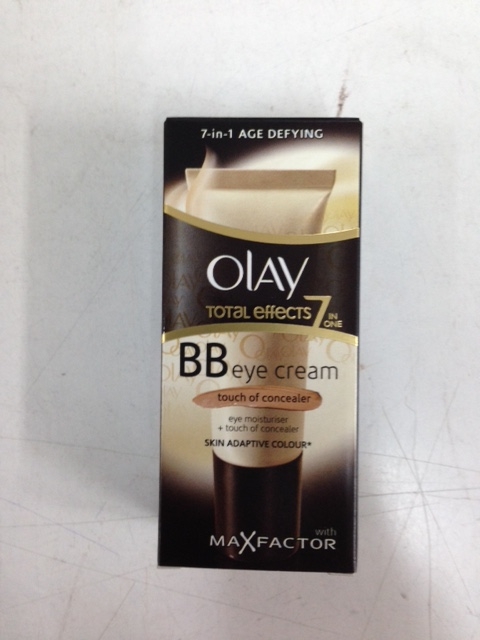 7-in-1 AGE DEFYING
OLAY
TOTAL EFFECTS 7 IN ONE
BB eye cream
touch of concealer
eye moisturiser
+ touch of concealer
SKIN ADAPTIVE COLOUR*
with
MAXFACTOR